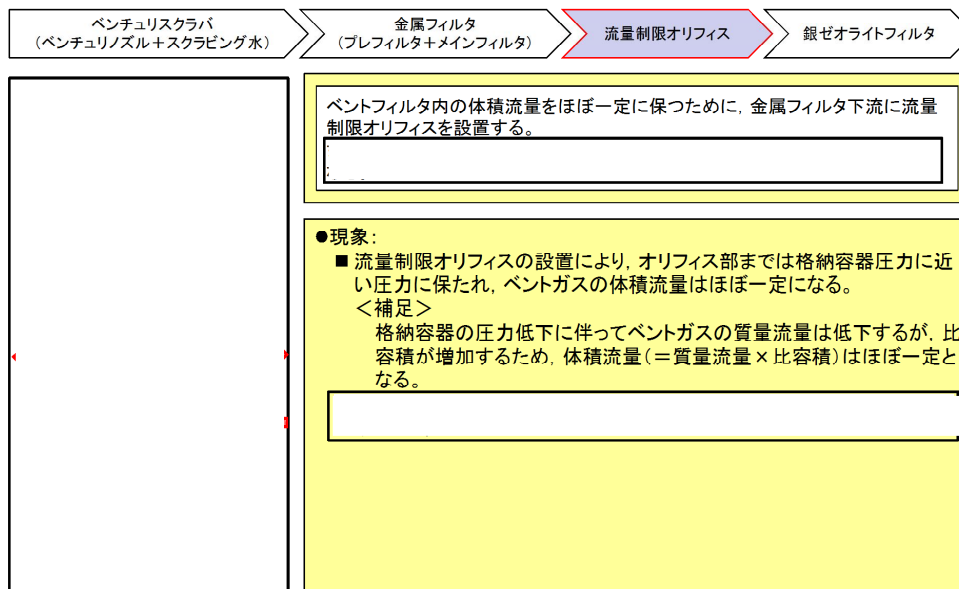 ベンチュリスクラバ
（ベンチュリノズル＋スクラビング水）
金属フィルタ
（プレフィルタ＋メインフィルタ）
流量制限オリフィス
銀ゼオライトフィルタ
ベントフィルタ内の体積流量をほぼ一定に保つために，金属フィルタ下流に流量
制限オリフィスを設置する。
●現象：
■ 流量制限オリフィスの設置により，オリフィス部までは格納容器圧力に近
い圧力に保たれ，ベントガスの体積流量はほぼ一定になる。
＜補足＞
格納容器の圧力低下に伴ってベントガスの質量流量は低下するが，比
容積が増加するため，体積流量（＝質量流量×比容積）はほぼ一定と
なる。